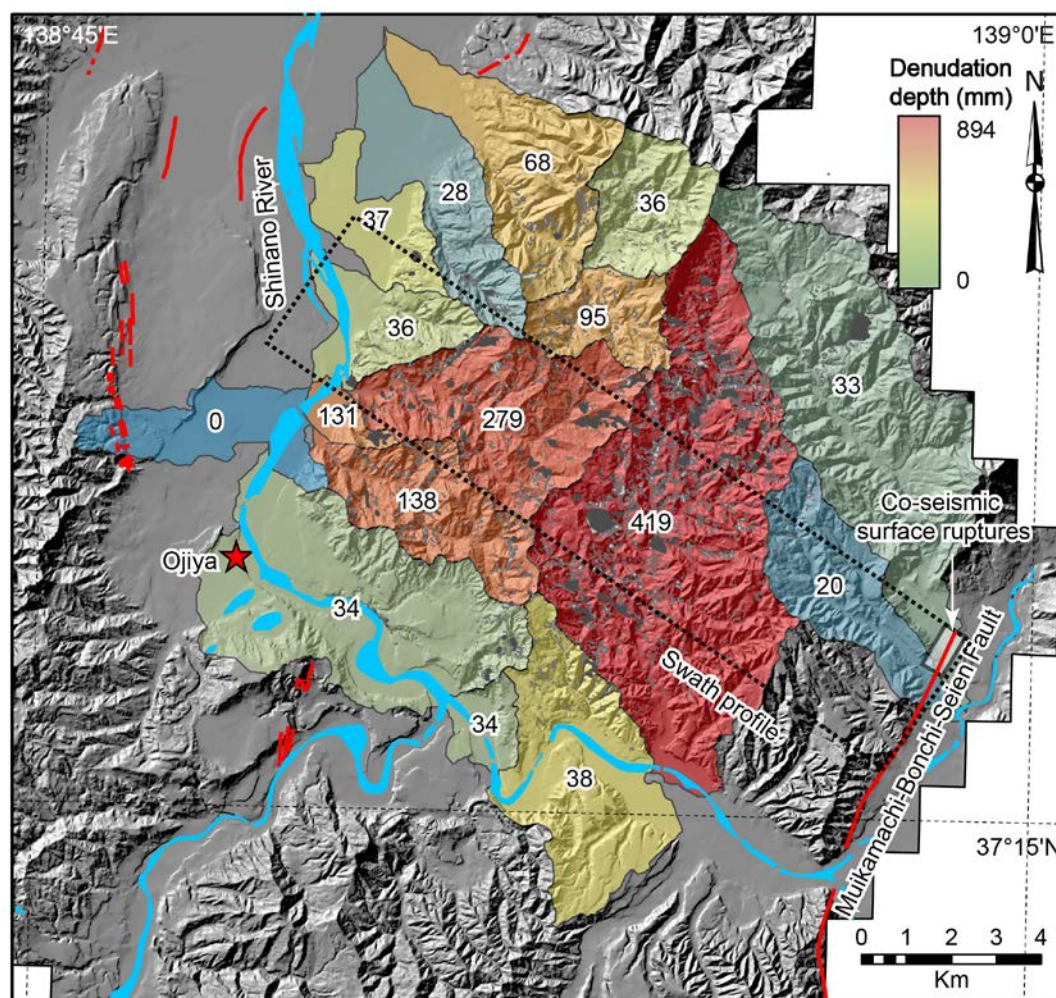 138°45'E
139°0'E
Denudation
depth (mm)
894
0
N
Shinano River
68
36
28
37
36
95
33
0
131
279
138
419
Co-seismic
surface ruptures
20
Ojiya
34
34
38
Swath profile
Muikamachi-Bonchi-Seien Fault
37°15'N
0 1 2 3 4
Km